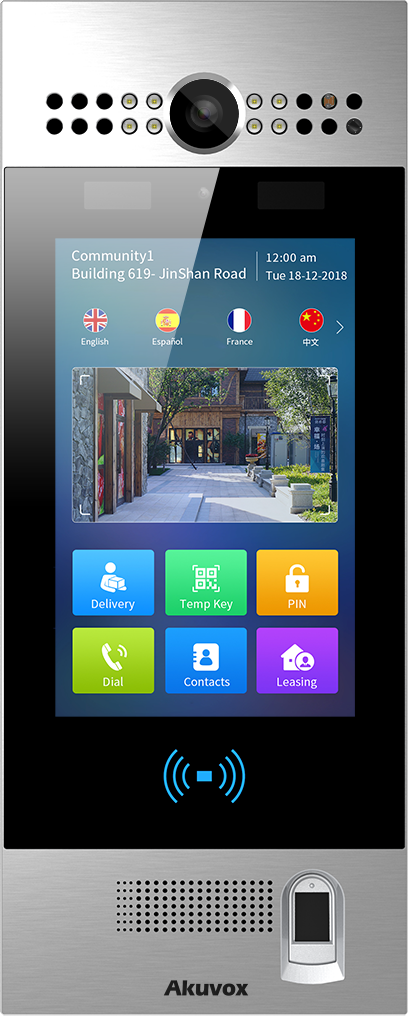 Community1
12:00 am
Building 619- JinShan Road
Tue 18-12-2018
English
Español
France
中文
Delivery
Temp Key
PIN
Dial
Contacts
Leasing
Akuvox